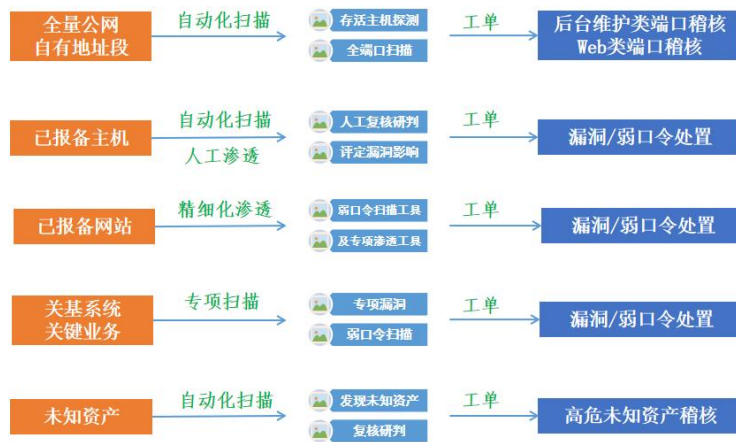 全量公网
自有地址段
自动化扫描
存活主机探测
全端口扫描
工单
后台维护类端口稽核
Web类端口稽核
已报备主机
自动化扫描
人工渗透
人工复核研判
评定漏洞影响
工单
漏洞/弱口令处置
已报备网站
精细化渗透
弱口令扫描工具
及专项渗透工具
工单
漏洞/弱口令处置
关基系统
关键业务
专项扫描
专项漏洞
弱口令扫描
工单
漏洞/弱口令处置
未知资产
自动化扫描
发现未知资产
复核研判
工单
高危未知资产稽核